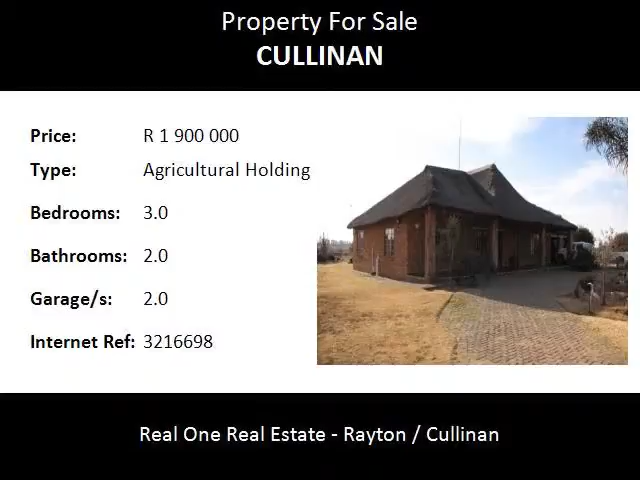 Property For Sale
CULLINAN
Price: R 1 900 000
Type: Agricultural Holding
Bedrooms: 3.0
Bathrooms: 2.0
Garage/s: 2.0
Internet Ref: 3216698
Real One Real Estate - Rayton / Cullinan